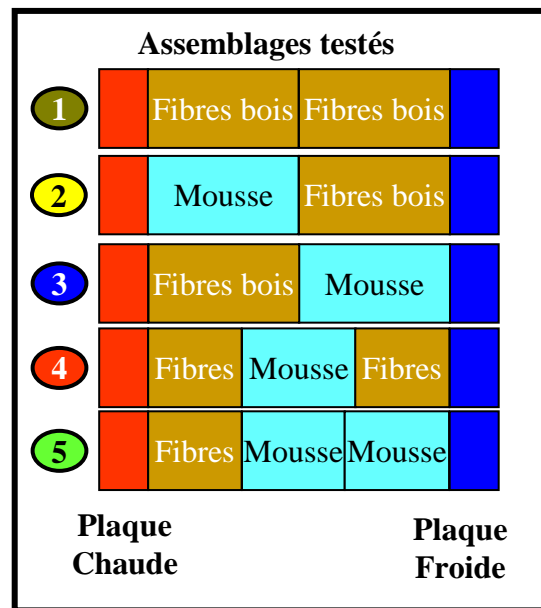 Assemblages testés
1 Fibres bois Fibres bois
2 Mousse Fibres bois
3 Fibres bois Mousse
4 Fibres Mousse Fibres
5 Fibres Mousse Mousse
Plaque Plaque
Chaude Froide